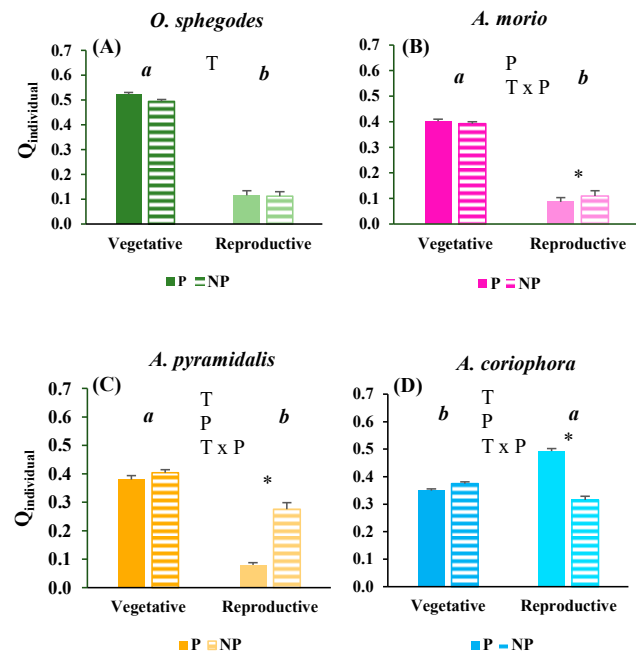 O. sphegodes
(A)
T
a
b
Q individual
0.7
0.6
0.5
0.4
0.3
0.2
0.1
0.0
Vegetative
Reproductive
P NP
A. morio
(B)
P
T x P
a
b
*
0.7
0.6
0.5
0.4
0.3
0.2
0.1
0.0
Vegetative
Reproductive
P NP
A. pyramidalis
(C)
T
P
T x P
a
b
*
Q individual
0.7
0.6
0.5
0.4
0.3
0.2
0.1
0.0
Vegetative
Reproductive
P NP
A. coriophora
(D)
T
P
T x P
b
a
*
0.7
0.6
0.5
0.4
0.3
0.2
0.1
0.0
Vegetative
Reproductive
P NP